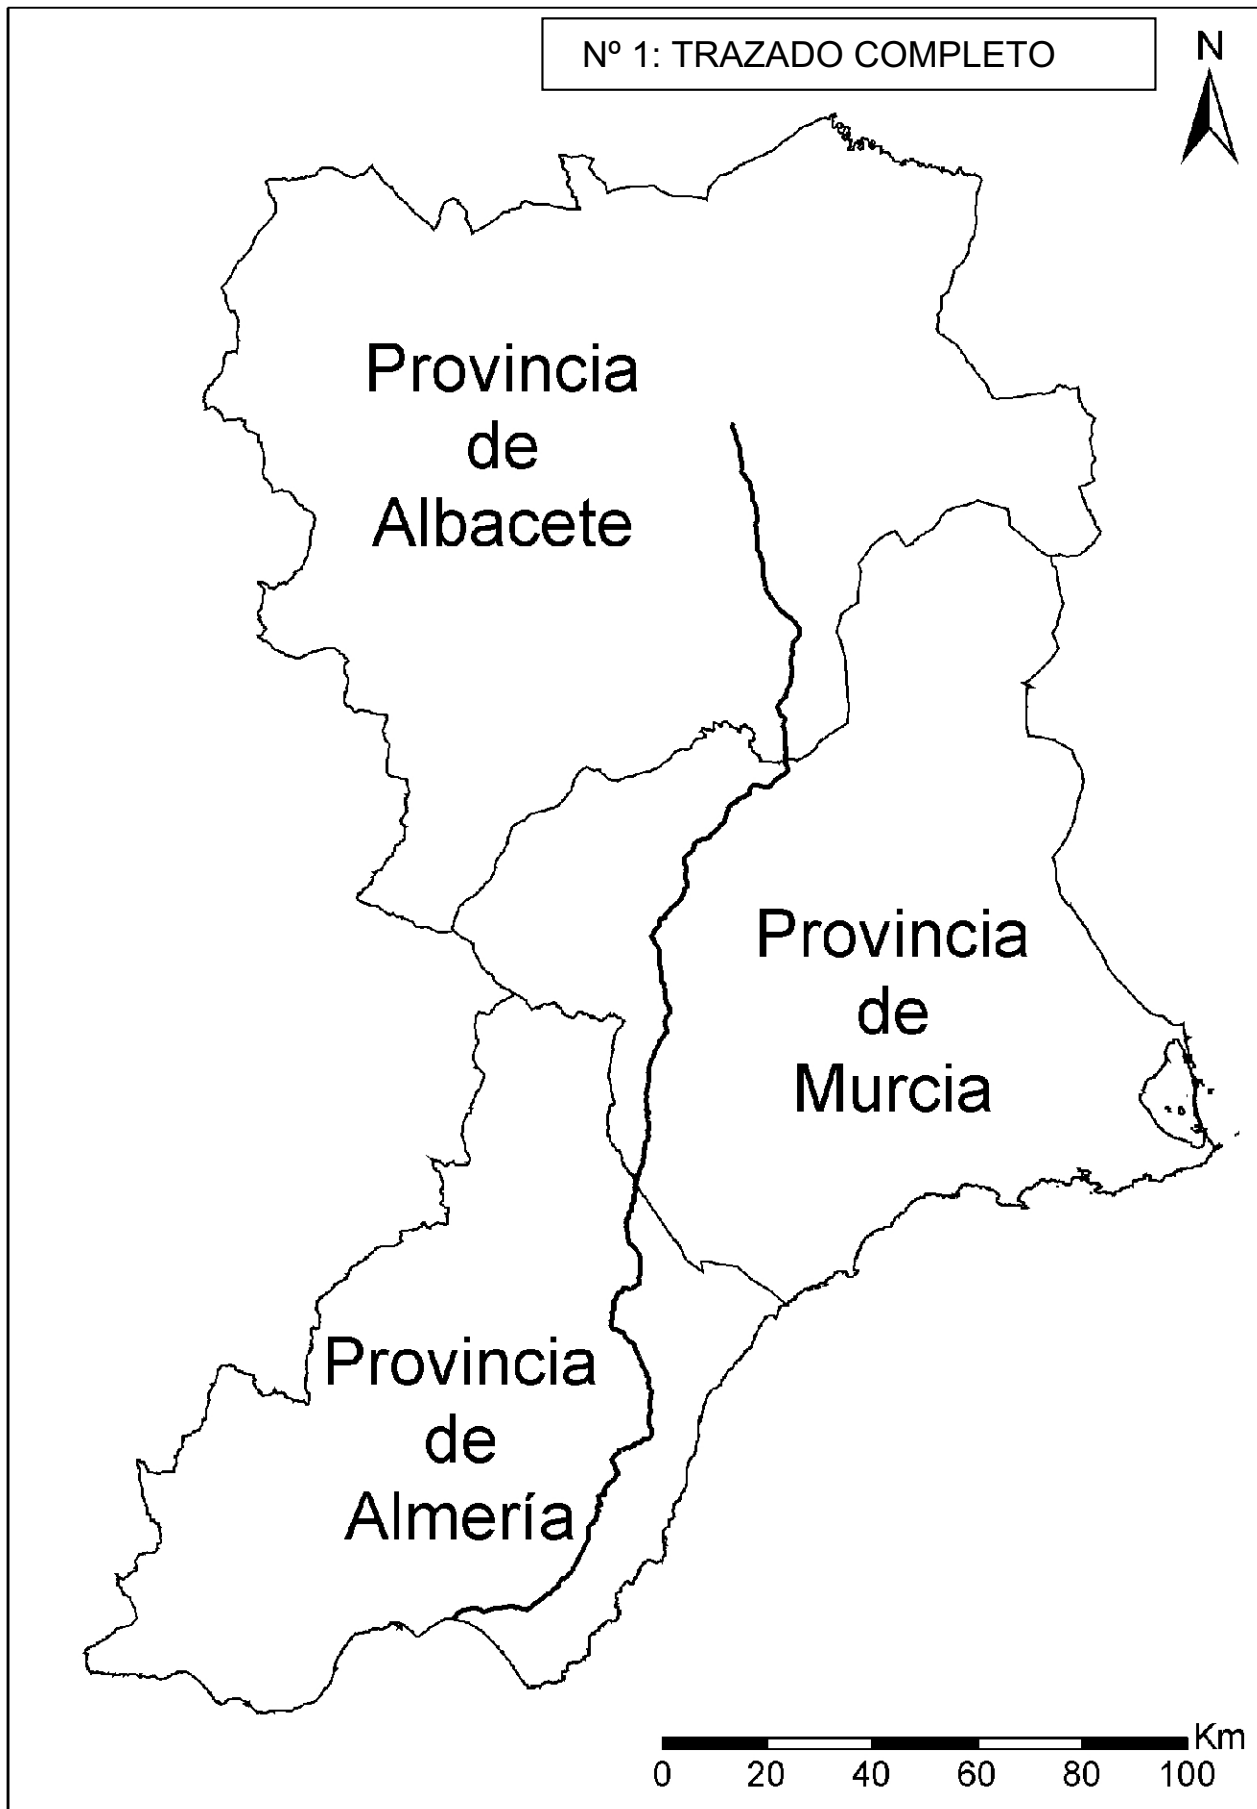 Nº 1: TRAZADO COMPLETO
N
Provincia
de
Albacete
Provincia
de
Murcia
Provincia
de
Almería
Km
0 20 40 60 80 100